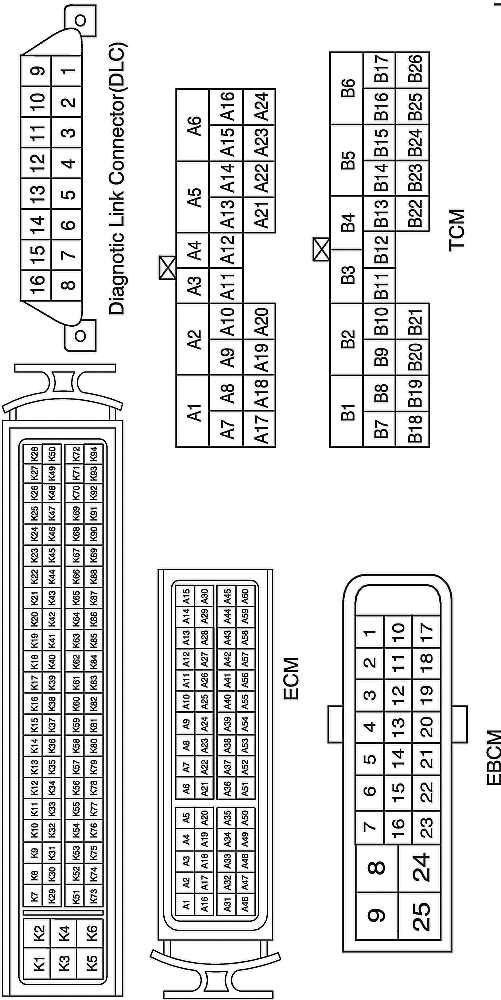 K1 K2
K3 K4
K5 K6
K7 K8 K9 K10 K11 K12 K13 K14 K15 K16 K17 K18 K19 K20 K21 K22 K23 K24 K25 K26 K27 K28
K29 K30 K31 K32 K33 K34 K35 K36 K37 K38 K39 K40 K41 K42 K43 K44 K45 K46 K47 K48 K49 K50
K51 K52 K53 K54 K55 K56 K57 K58 K59 K60 K61 K62 K63 K64 K65 K66 K67 K68 K69 K70 K71 K72
K73 K74 K75 K76 K77 K78 K79 K80 K81 K82 K83 K84 K85 K86 K87 K88 K89 K90 K91 K92 K93 K94
16 15 14 13 12 11 10 9
8 7 6 5 4 3 2 1
Diagnotic Link Connector(DLC)
A1 A2 A3 A4 A5 A6 A7 A8 A9 A10 A11 A12 A13 A14 A15
A16 A17 A18 A19 A20 A21 A22 A23 A24 A25 A26 A27 A28 A29 A30
A31 A32 A33 A34 A35 A36 A37 A38 A39 A40 A41 A42 A43 A44 A45
A46 A47 A48 A49 A50 A51 A52 A53 A54 A55 A56 A57 A58 A59 A60
ECM
A1 A2 A3 A4 A5 A6
A7 A8 A9 A10 A11 A12 A13 A14 A15 A16
A17 A18 A19 A20 A21 A22 A23 A24
B1 B2 B3 B4 B5 B6
B7 B8 B9 B10 B11 B12 B13 B14 B15 B16 B17
B18 B19 B20 B21 B22 B23 B24 B25 B26
TCM
9 8 7 6 5 4 3 2 1
16 15 14 13 12 11 10
25 24 23 22 21 20 19 18 17
EBCM